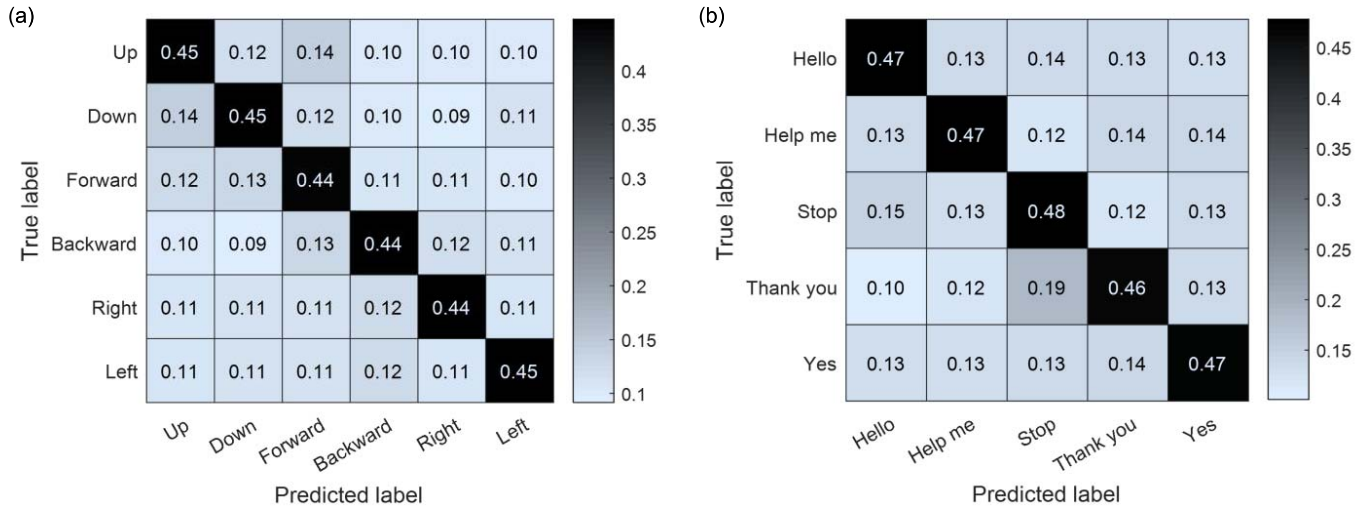 (a)
Up 0.45 0.12 0.14 0.10 0.10 0.10
Down 0.14 0.45 0.12 0.10 0.09 0.11
Forward 0.12 0.13 0.44 0.11 0.11 0.10
Backward 0.10 0.09 0.13 0.44 0.12 0.11
Right 0.11 0.11 0.11 0.12 0.44 0.11
Left 0.11 0.11 0.11 0.12 0.11 0.45
Up Down Forward Backward Right Left
True label
Predicted label
0.4
0.35
0.3
0.25
0.2
0.15
0.1
(b)
Hello 0.47 0.13 0.14 0.13 0.13
Help me 0.13 0.47 0.12 0.14 0.14
Stop 0.15 0.13 0.48 0.12 0.13
Thank you 0.10 0.12 0.19 0.46 0.13
Yes 0.13 0.13 0.13 0.14 0.47
Hello Help me Stop Thank you Yes
True label
Predicted label
0.45
0.4
0.35
0.3
0.25
0.2
0.15